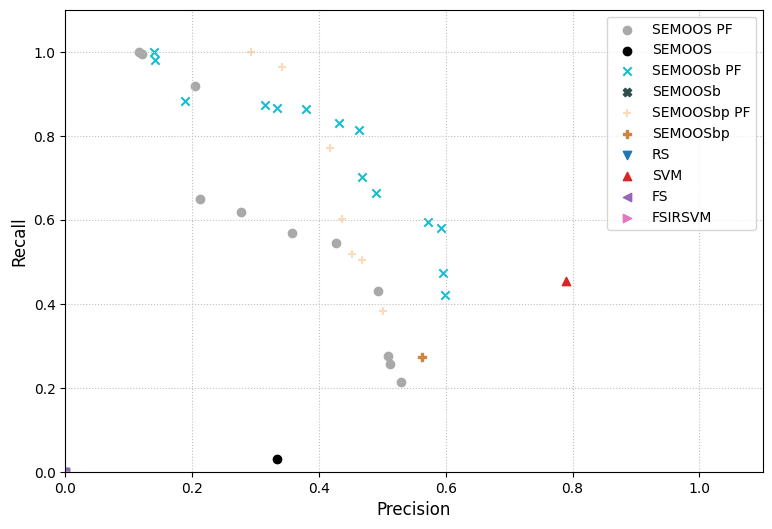 1.0
0.8
0.6
0.4
0.2
0.0
Recall
0.0 0.2 0.4 0.6 0.8 1.0
Precision
SEMOOS PF
SEMOOS
SEMOOSb PF
SEMOOSb
SEMOOSbp PF
SEMOOSbp
RS
SVM
FS
FSIRSVM